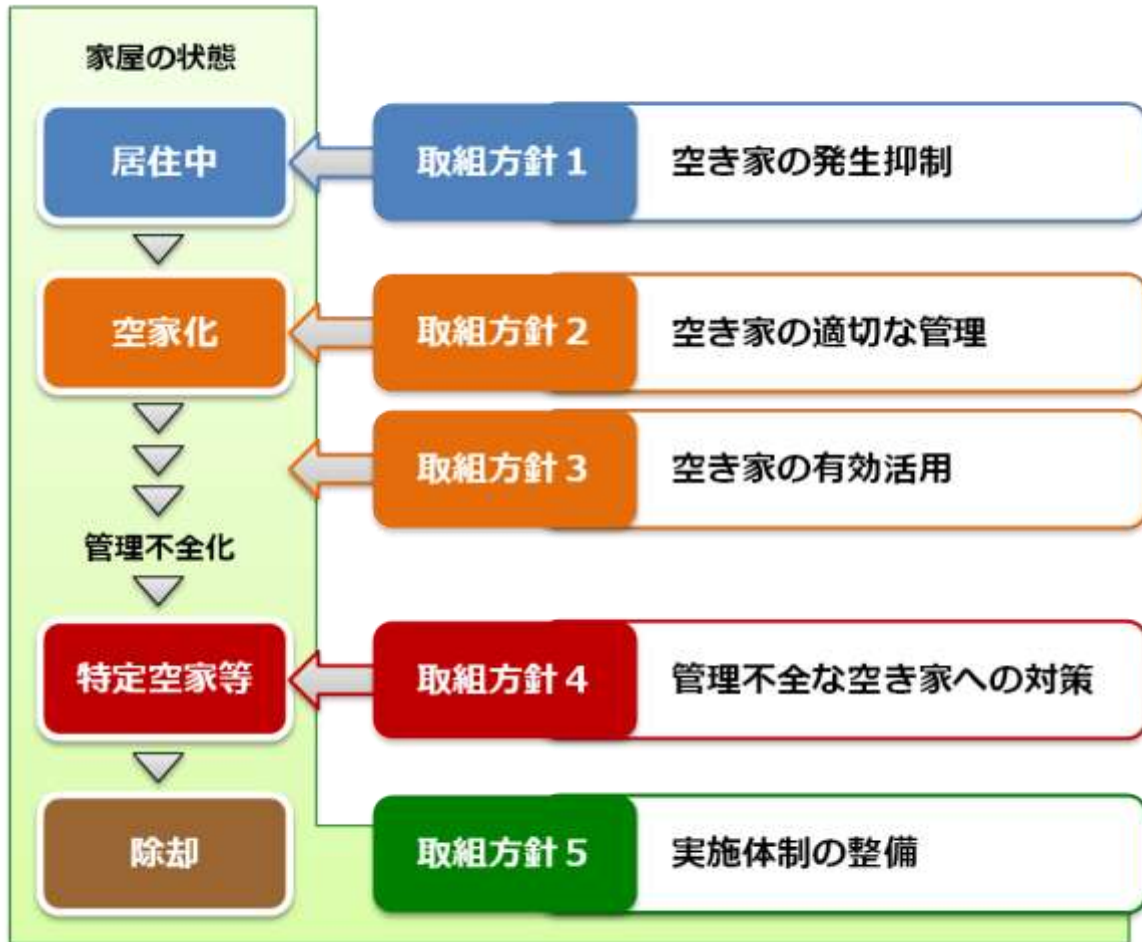 家屋の状態
居住中
取組方針１
空き家の発生抑制
空家化
取組方針２
空き家の適切な管理
取組方針３
空き家の有効活用
管理不全化
特定空家等
取組方針４
管理不全な空き家への対策
除却
取組方針５
実施体制の整備